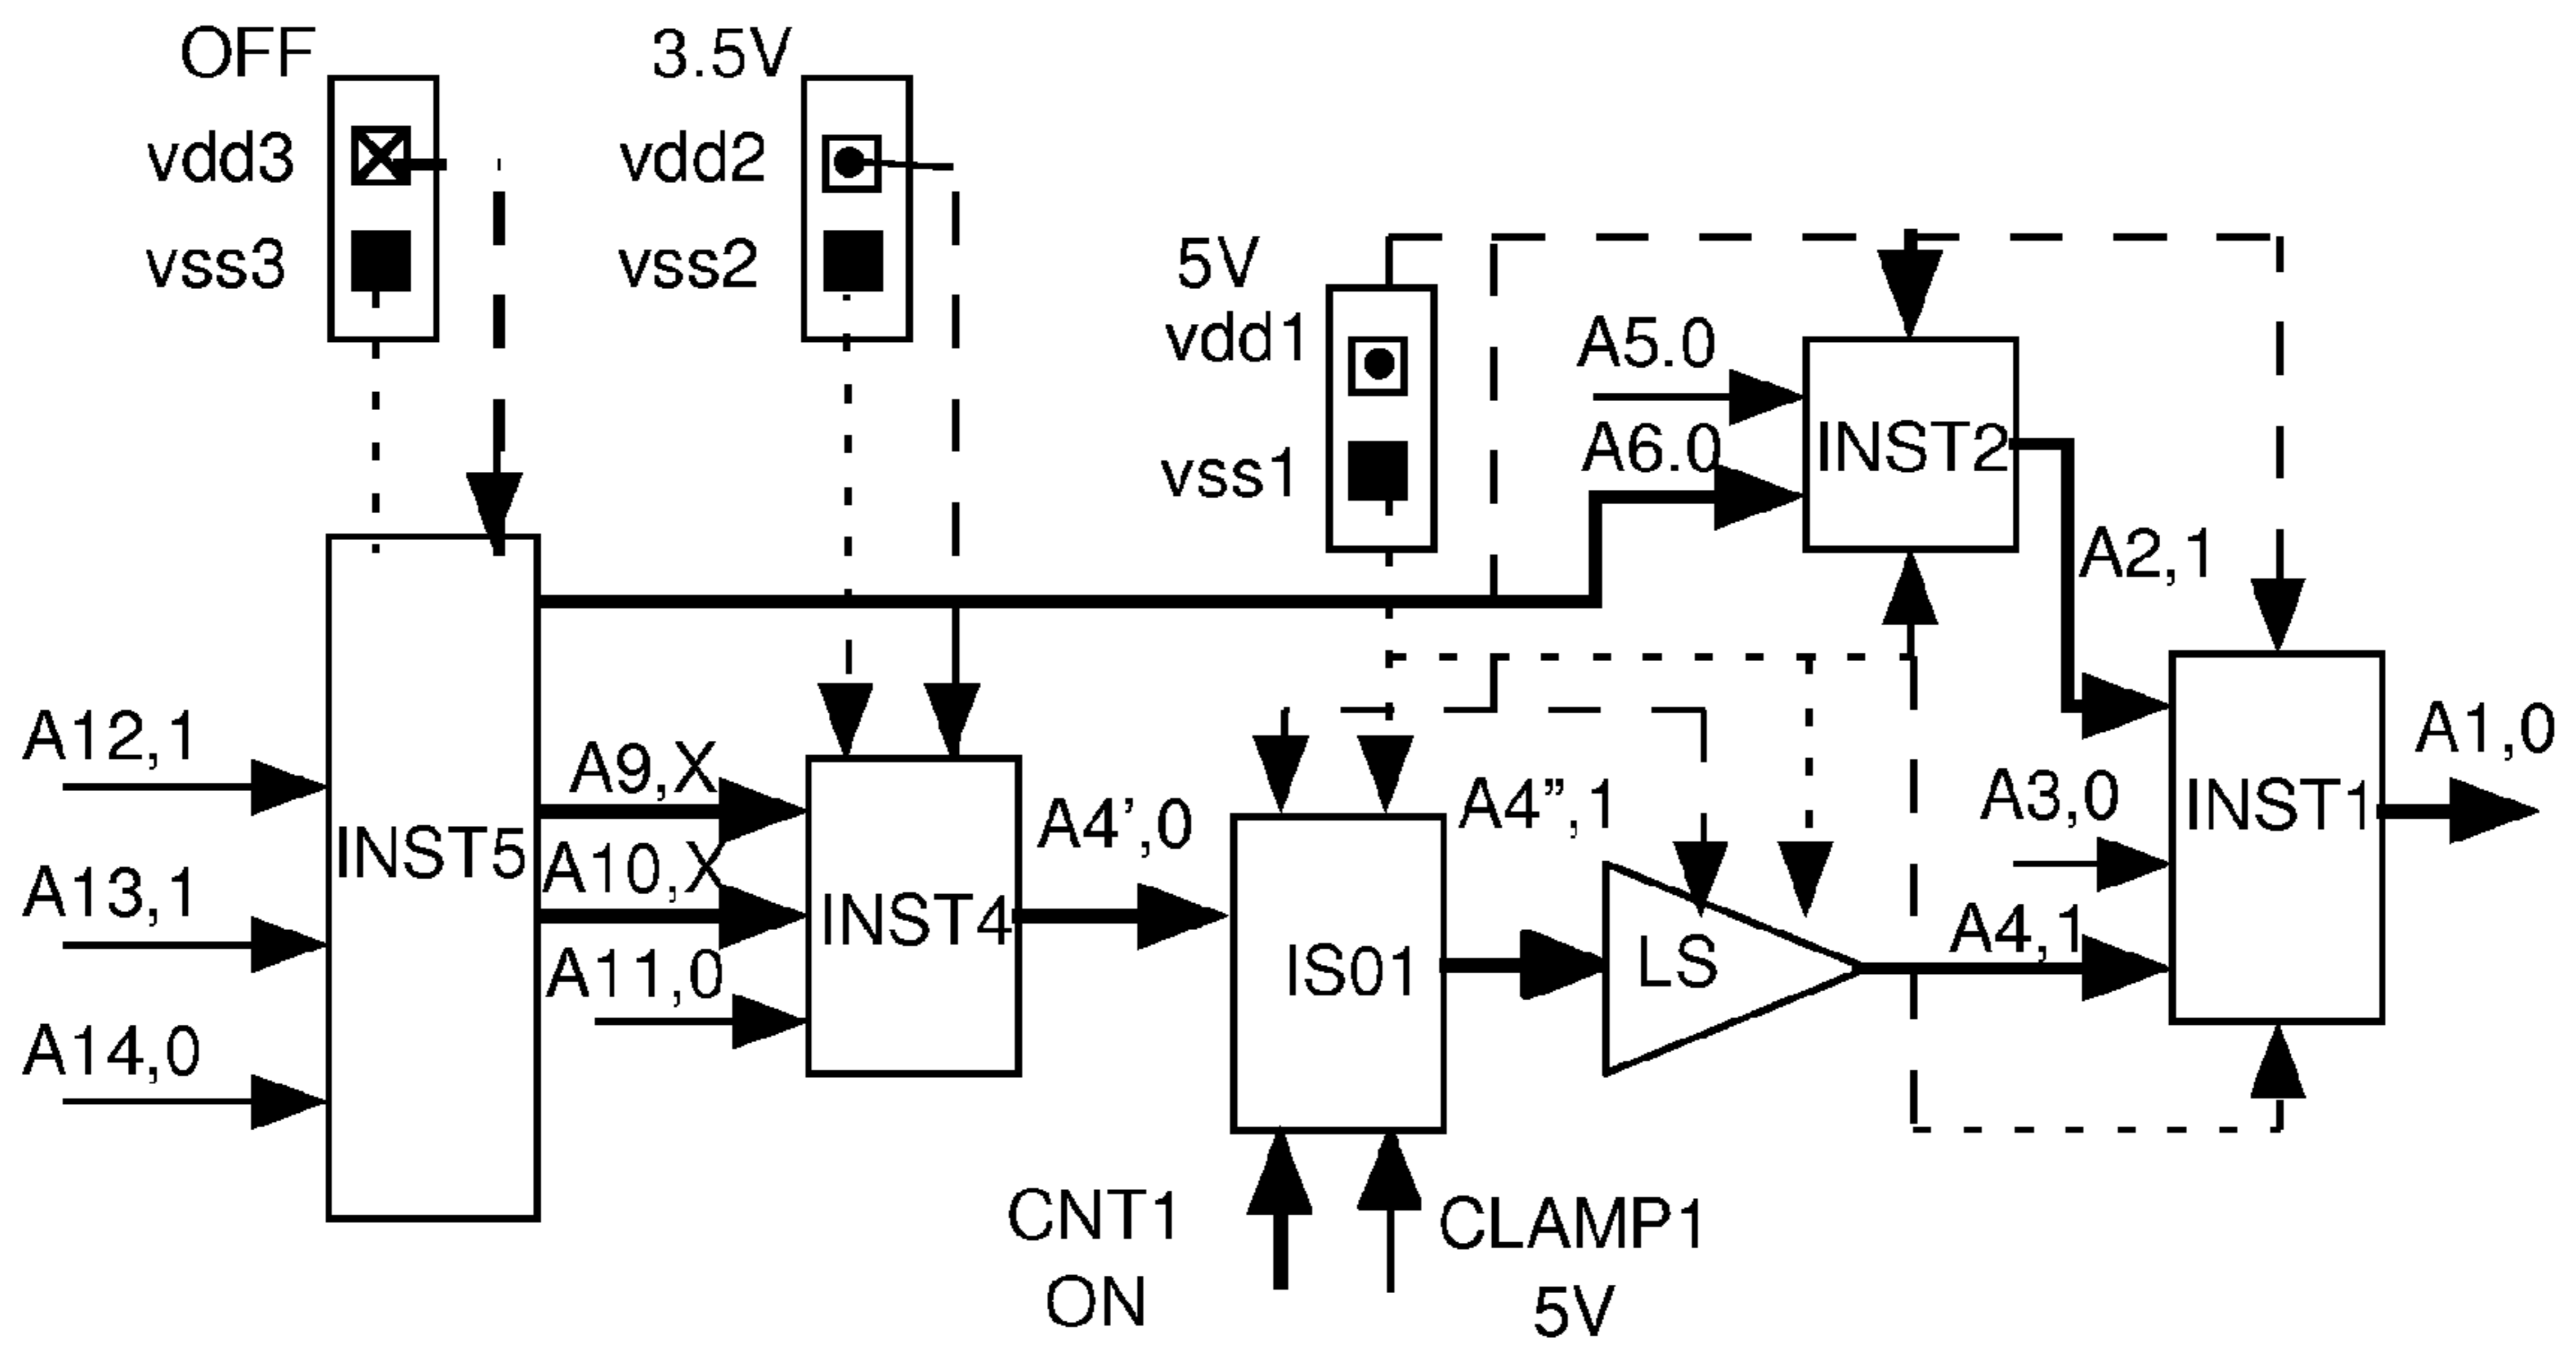 OFF
vdd3
vss3
3.5V
vdd2
vss2
5V
vdd1
vss1
A5.0
A6.0
INST2
A2,1
A12,1
A13,1
A14,0
INST5
A9,X
A10,X
A11,0
INST4
A4’,0
IS01
A4”,1
LS
A4,1
A3,0
INST1
A1,0
CNT1
ON
CLAMP1
5V